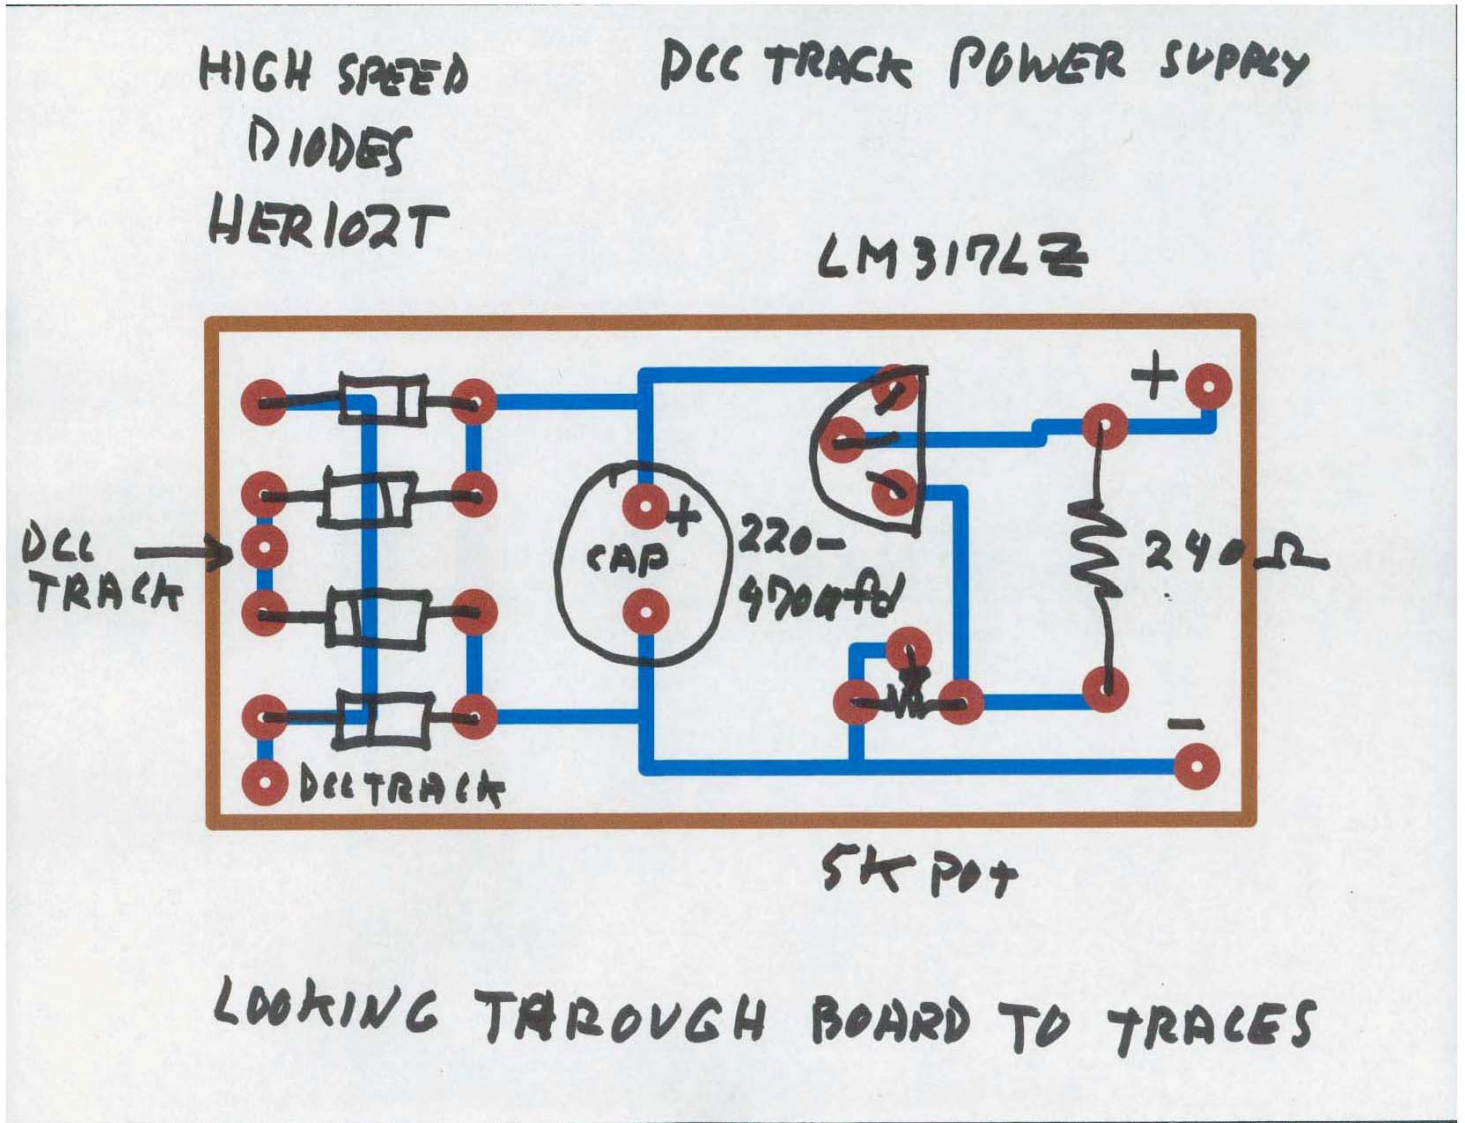 HIGH SPEED
DIODES
HER102T
DCC TRACK POWER SUPPLY
LM317LZ
+
DCC
TRACK
+
CAP
220-
470mfd
240Ω
-
DCC TRACK
5K POT
LOOKING THROUGH BOARD TO TRACES